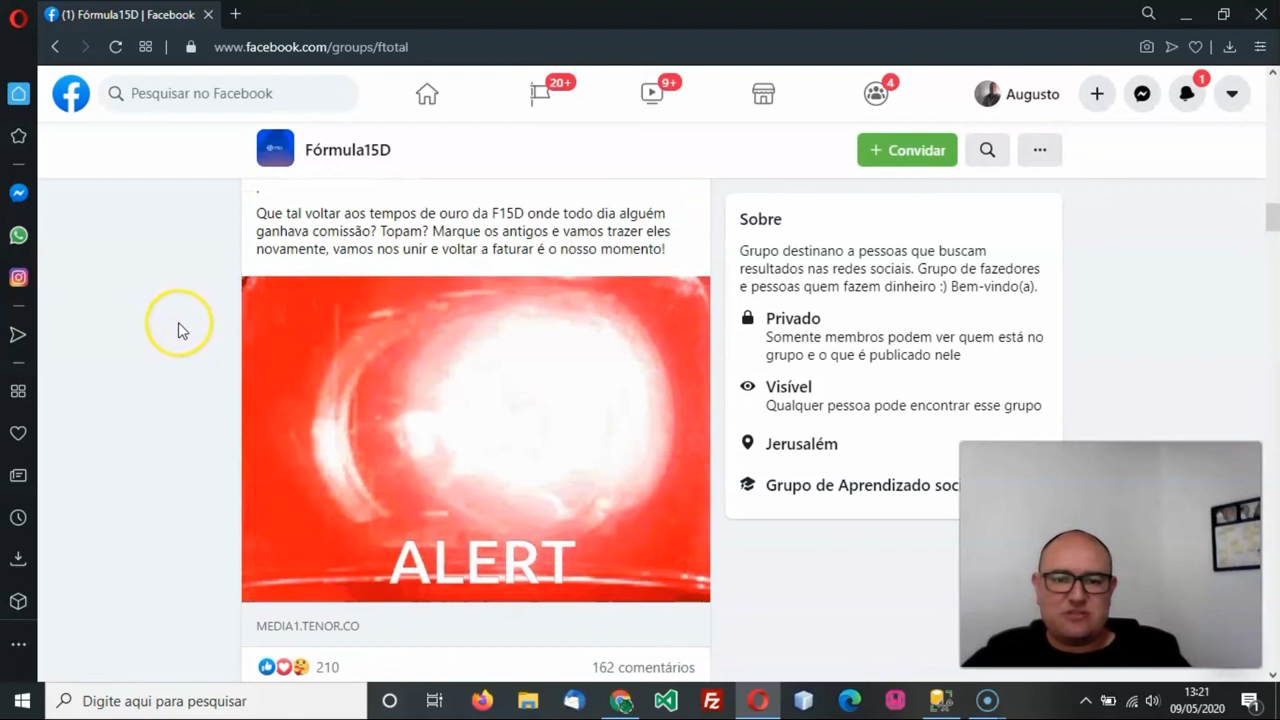 (1) Fórmula15D | Facebook
www.facebook.com/groups/ftotal
Pesquisar no Facebook
20+
9+
4
Augusto
1
Fórmula15D
+ Convidar
.
Que tal voltar aos tempos de ouro da F15D onde todo dia alguém
ganhava comissão? Topam? Marque os antigos e vamos trazer eles
novamente, vamos nos unir e voltar a faturar é o nosso momento!
ALERT
MEDIA1.TENOR.CO
210
162 comentários
Sobre
Grupo destinano a pessoas que buscam
resultados nas redes sociais. Grupo de fazedores
e pessoas quem fazem dinheiro :) Bem-vindo(a).
Privado
Somente membros podem ver quem está no
grupo e o que é publicado nele
Visível
Qualquer pessoa pode encontrar esse grupo
Jerusalém
Grupo de Aprendizado soc
Digite aqui para pesquisar
13:21
09/05/2020
1